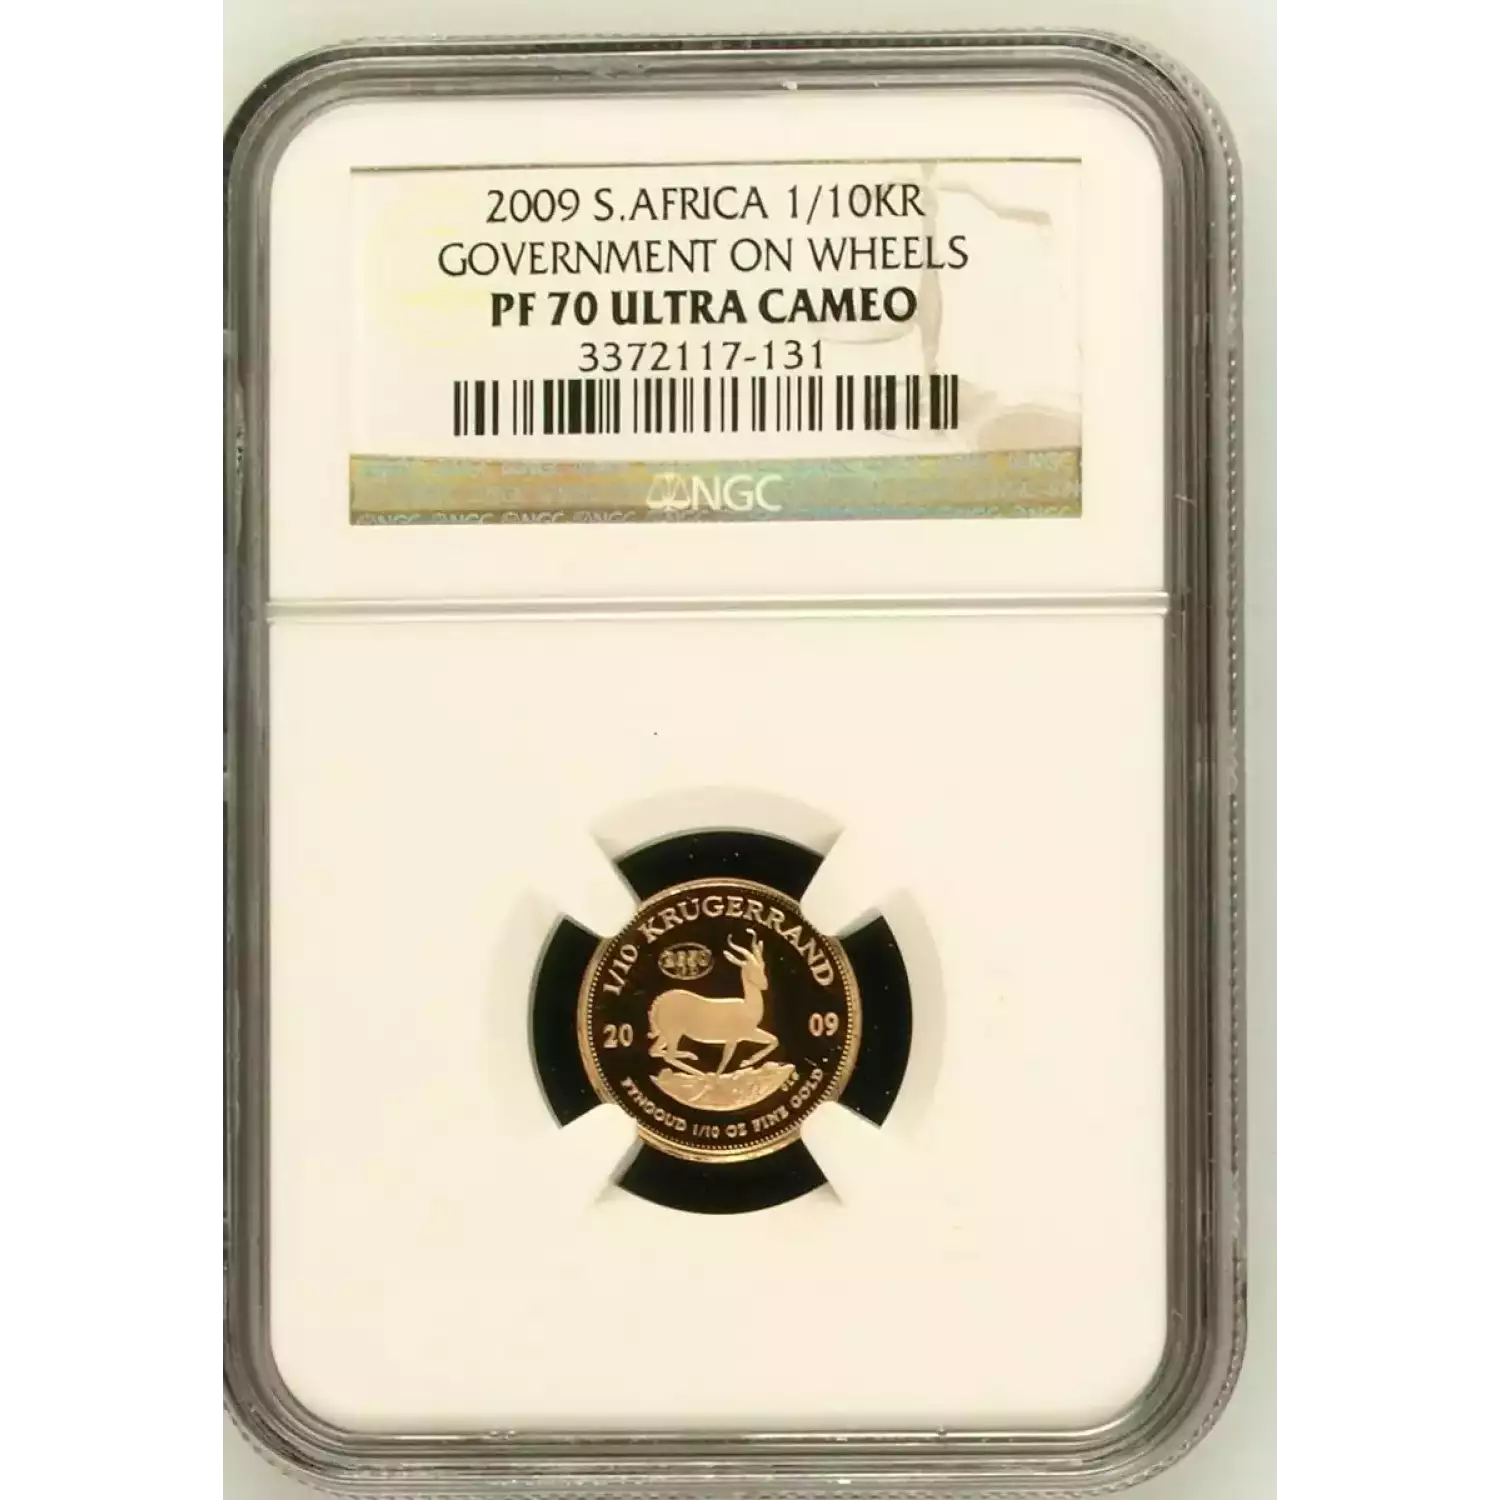 2009 S.AFRICA 1/10KR
GOVERNMENT ON WHEELS
PF 70 ULTRA CAMEO
3372117-131
NGC
1/10 KRUGERRAND
20 09
FYNGOUD 1/10 OZ FINE GOLD